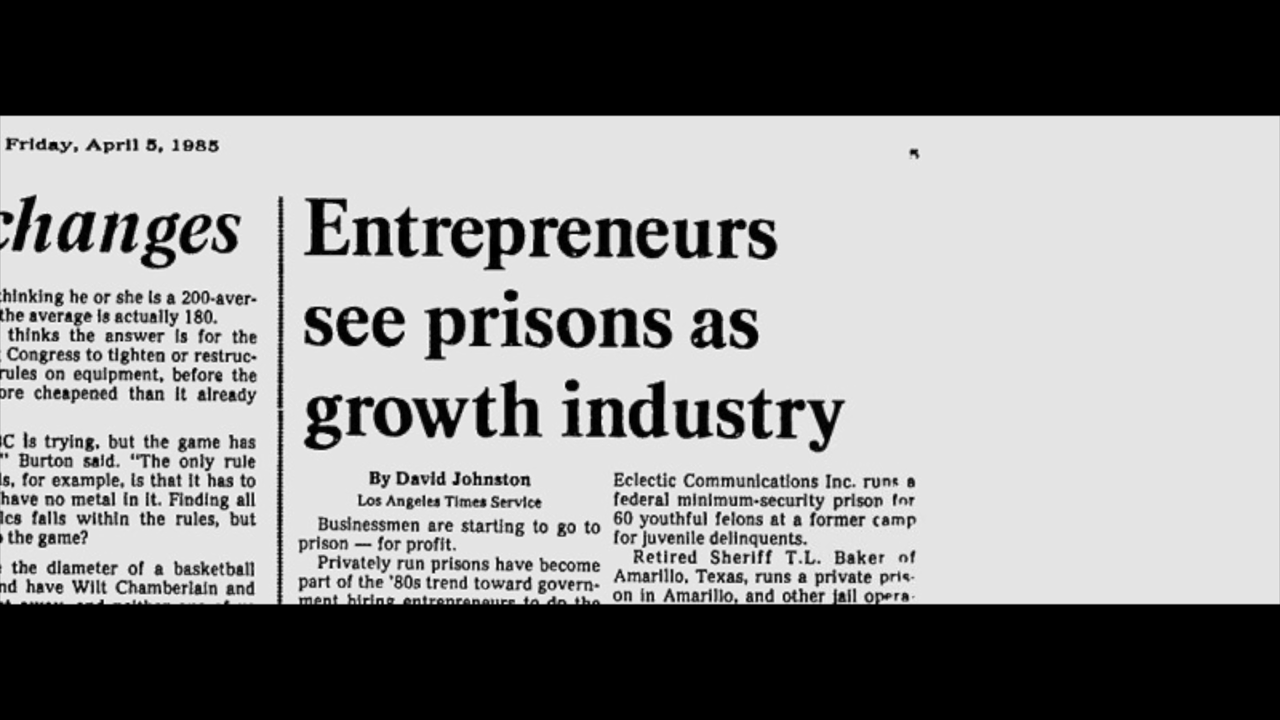 Friday, April 5, 1985
changes
thinking he or she is a 200-aver-
the average is actually 180.
thinks the answer is for the
Congress to tighten or restruc-
rules on equipment, before the
cheapened than it already
is trying, but the game has
" Burton said. "The only rule
is, for example, is that it has to
have no metal in it. Finding all
falls within the rules, but
the game?
the diameter of a basketball
have Wilt Chamberlain and
Entrepreneurs
see prisons as
growth industry
By David Johnston
Los Angeles Times Service
Businessmen are starting to go to
prison — for profit.
Privately run prisons have become
part of the '80s trend toward govern-
ment hiring entrepreneurs to do the
Eclectic Communications Inc. runs a
federal minimum-security prison for
60 youthful felons at a former camp
for juvenile delinquents.
Retired Sheriff T.L. Baker of
Amarillo, Texas, runs a private pris-
on in Amarillo, and other jail opera-